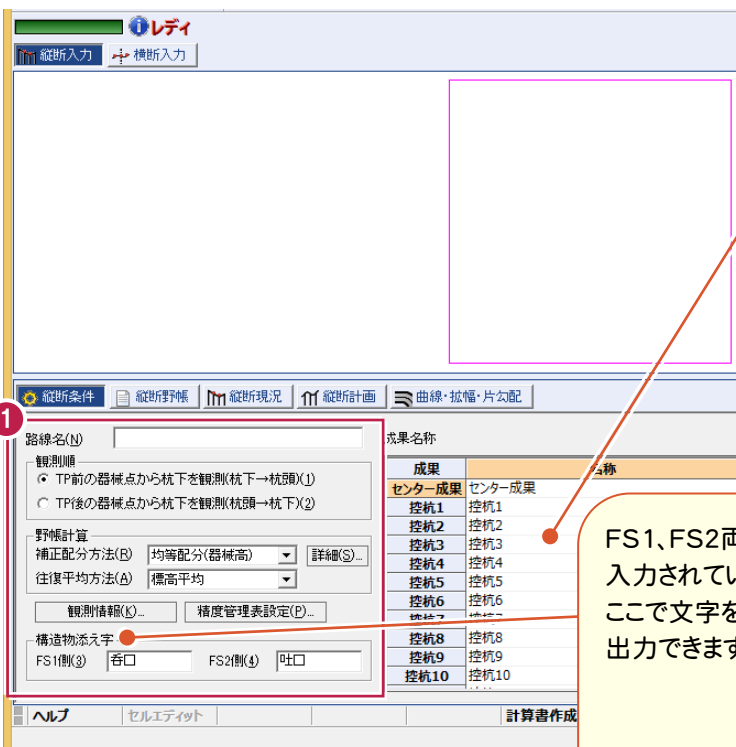 レディ
縦断入力 横断入力
縦断条件 縦断野帳 縦断現況 縦断計画 曲線・拡幅・片勾配
1
路線名(N)
観測順
TP前の器械点から杭下を観測(杭下→杭頭)(1)
TP後の器械点から杭下を観測(杭頭→杭下)(2)
野帳計算
補正配分方法(R) 均等配分(器械高) 詳細(S)...
往復平均方法(A) 標高平均
観測情報(K)... 精度管理表設定(P)...
構造物添え字
FS1側(3) 呑口 FS2側(4) 吐口
成果名称
成果 名称
センター成果 センター成果
控杭1 控杭1
控杭2 控杭2
控杭3 控杭3
控杭4 控杭4
控杭5 控杭5
控杭6 控杭6
控杭7 控杭7
控杭8 控杭8
控杭9 控杭9
控杭10 控杭10
FS1、FS2両
入力されてい
ここで文字を
出力できます
ヘルプ セルエディット 計算書作成